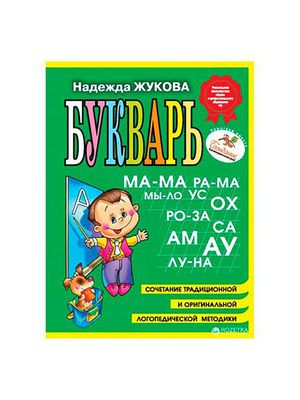 Надежда ЖУКОВА
БУКВАРЬ
А
МА-МА РА-МА
МЫ-ЛО УС ОХ
РО-ЗА СА
АМ АУ
ЛУ-НА
СОЧЕТАНИЕ ТРАДИЦИОННОЙ
И ОРИГИНАЛЬНОЙ
ЛОГОПЕДИЧЕСКОЙ МЕТОДИКИ
ROZETKA